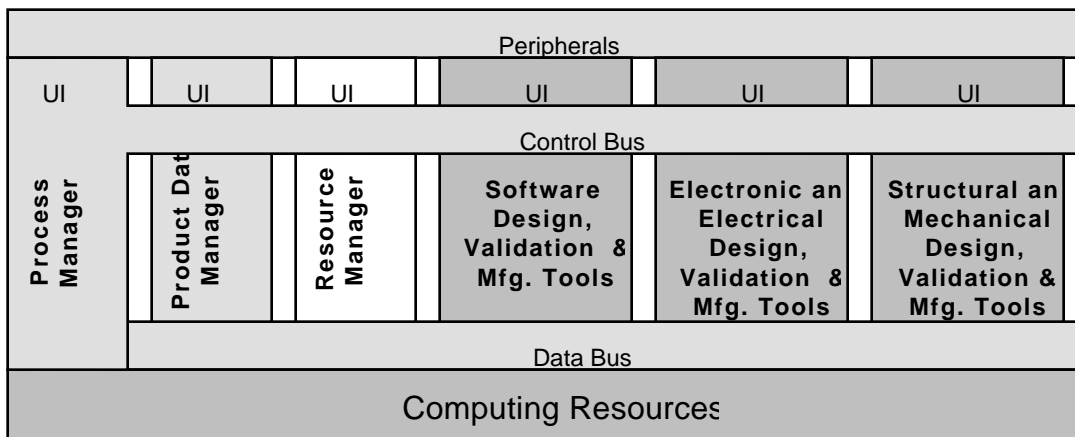 Peripherals
UI UI UI UI UI UI
Control Bus
Process
Manager
Product Dat
Manager
Resource
Manager
Software
Design,
Validation &
Mfg. Tools
Electronic an
Electrical
Design,
Validation &
Mfg. Tools
Structural an
Mechanical
Design,
Validation &
Mfg. Tools
Data Bus
Computing Resources